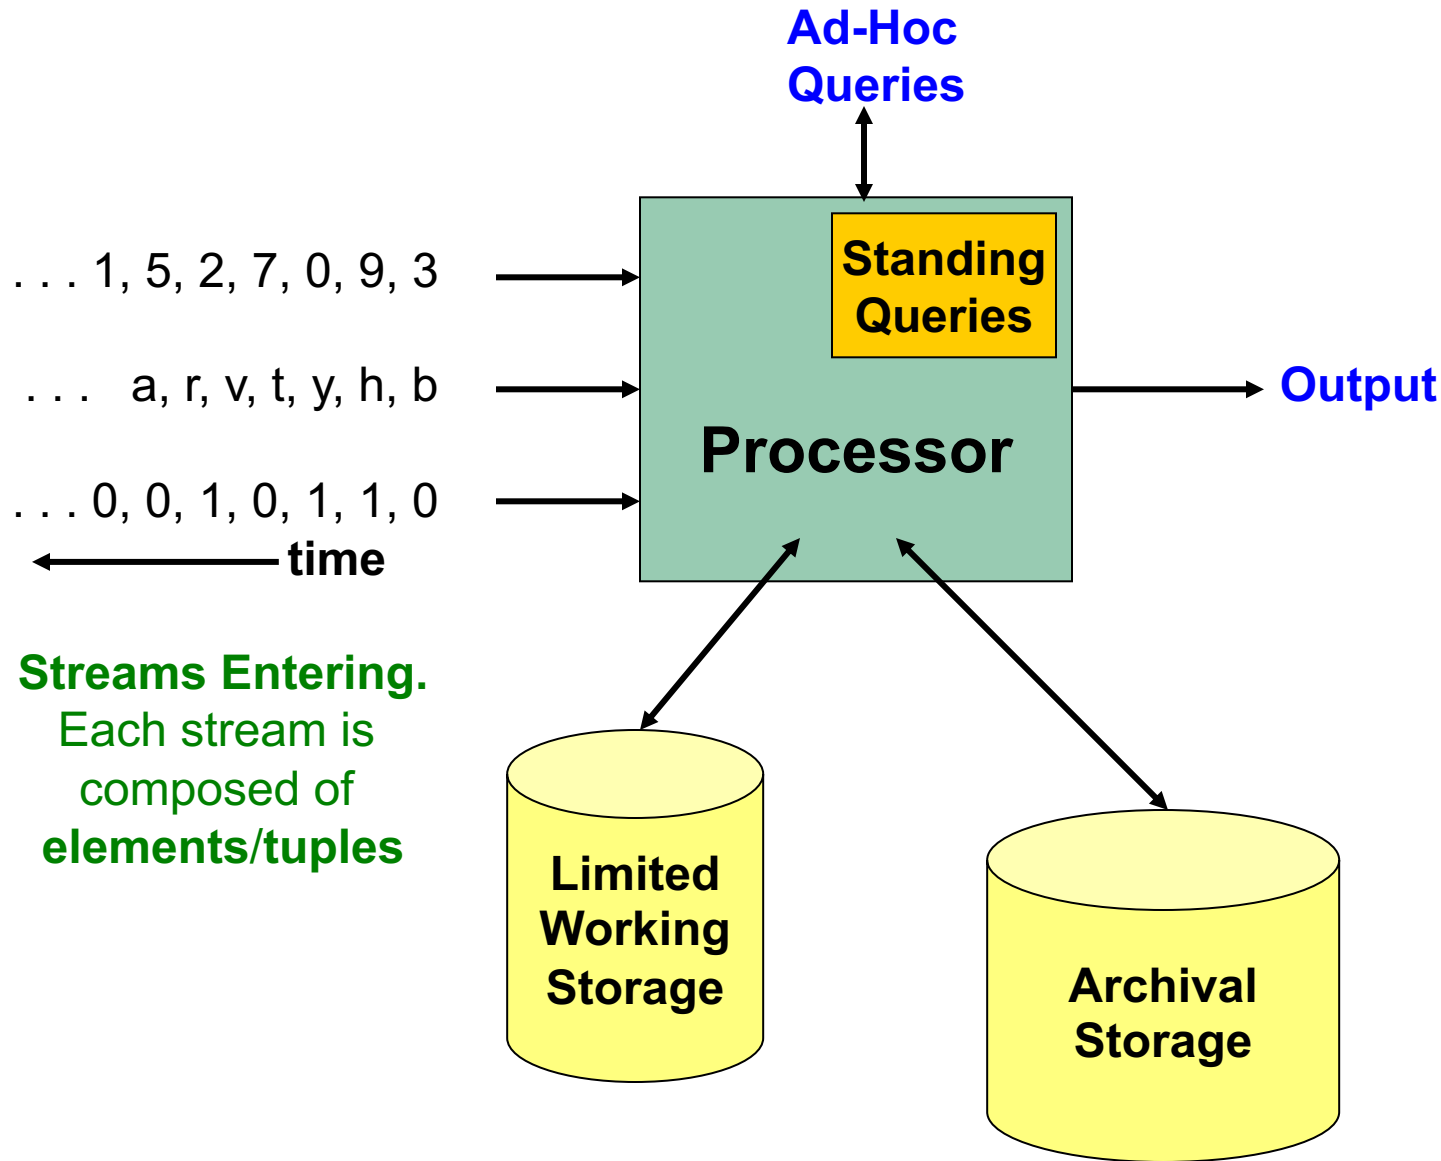 Ad-Hoc
Queries
Standing
Queries
. . . 1, 5, 2, 7, 0, 9, 3
. . . a, r, v, t, y, h, b
. . . 0, 0, 1, 0, 1, 1, 0
time
Processor
Output
Streams Entering.
Each stream is
composed of
elements/tuples
Limited
Working
Storage
Archival
Storage